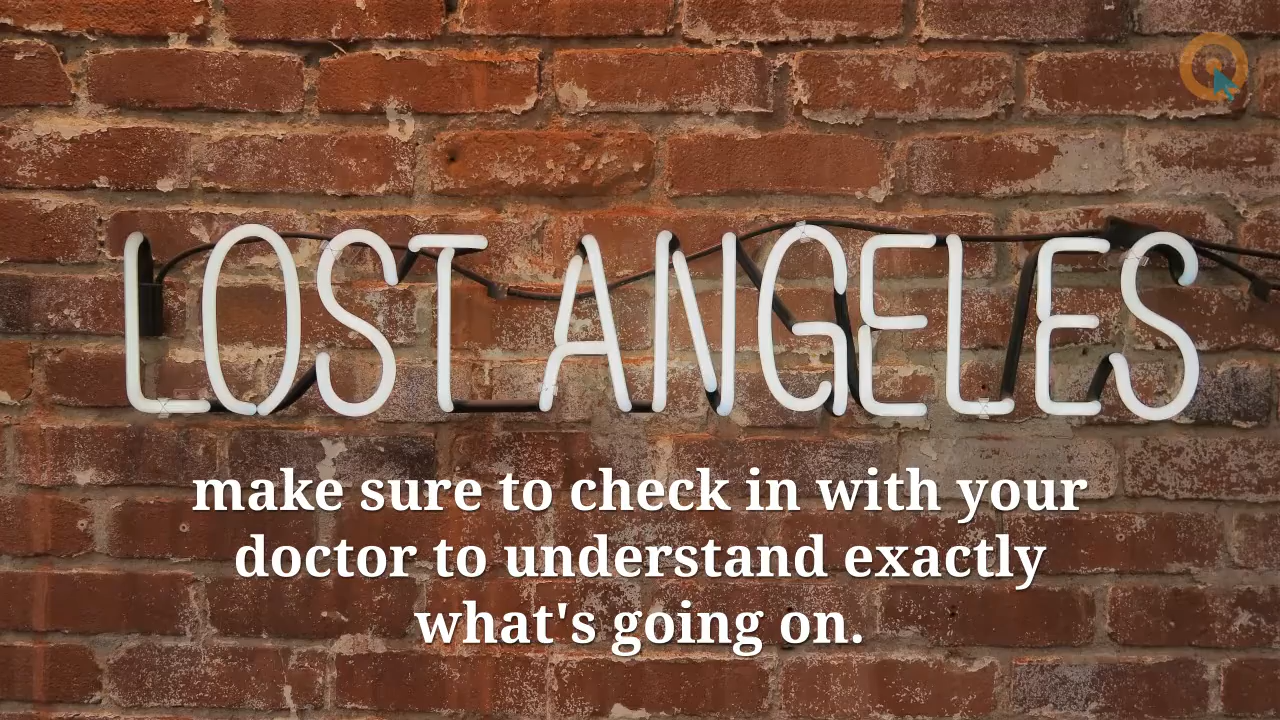 LOST ANGELES
make sure to check in with your
doctor to understand exactly
what's going on.